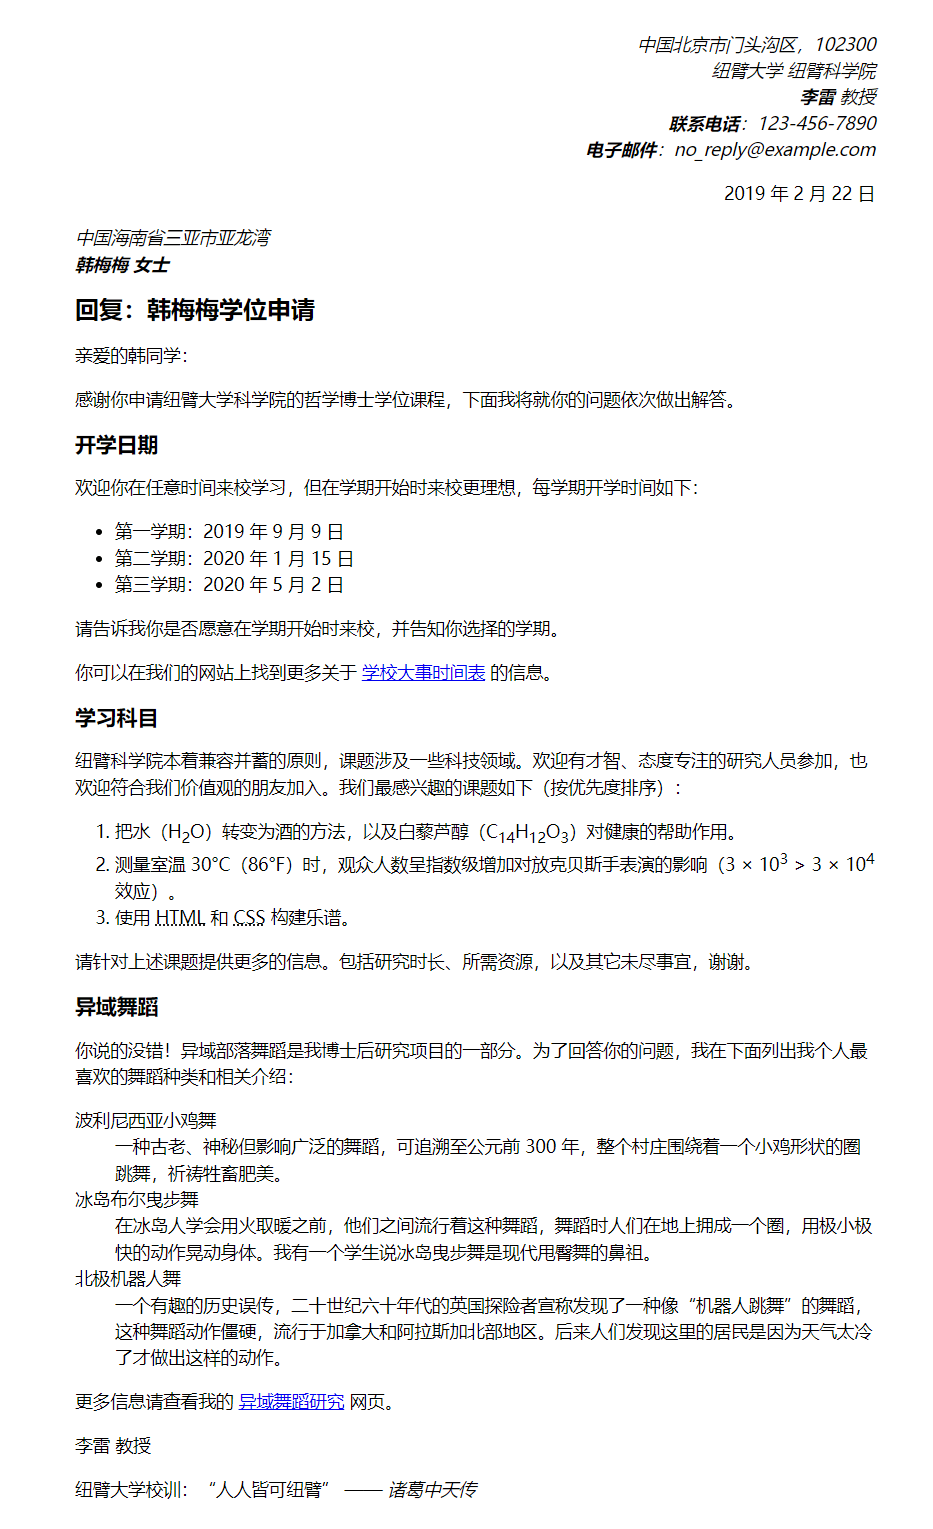 中国北京市门头沟区，102300
纽臂大学 纽臂科学院
李雷 教授
联系电话：123-456-7890
电子邮件：no_reply@example.com
2019 年 2 月 22 日
中国海南省三亚市亚龙湾
韩梅梅 女士
回复：韩梅梅学位申请
亲爱的韩同学：
感谢你申请纽臂大学科学院的哲学博士学位课程，下面我将就你的问题依次做出解答。
开学日期
欢迎你在任意时间来校学习，但在学期开始时来校更理想，每学期开学时间如下：
• 第一学期：2019 年 9 月 9 日
• 第二学期：2020 年 1 月 15 日
• 第三学期：2020 年 5 月 2 日
请告诉我你是否愿意在学期开始时来校，并告知你选择的学期。
你可以在我们的网站上找到更多关于 学校大事时间表 的信息。
学习科目
纽臂科学院本着兼容并蓄的原则，课题涉及一些科技领域。欢迎有才智、态度专注的研究人员参加，也
欢迎符合我们价值观的朋友加入。我们最感兴趣的课题如下（按优先度排序）：
1. 把水（H₂O）转变为酒的方法，以及白藜芦醇（C₁₄H₁₂O₃）对健康的帮助作用。
2. 测量室温 30°C（86°F）时，观众人数呈指数级增加对放克贝斯手表演的影响（3 × 10³ > 3 × 10⁴
效应）。
3. 使用 HTML 和 CSS 构建乐谱。
请针对上述课题提供更多的信息。包括研究时长、所需资源，以及其它未尽事宜，谢谢。
异域舞蹈
你说的没错！异域部落舞蹈是我博士后研究项目的一部分。为了回答你的问题，我在下面列出我个人最
喜欢的舞蹈种类和相关介绍：
波利尼西亚小鸡舞
一种古老、神秘但影响广泛的舞蹈，可追溯至公元前 300 年，整个村庄围绕着一个小鸡形状的圈
跳舞，祈祷牲畜肥美。
冰岛布尔曳步舞
在冰岛人学会用火取暖之前，他们之间流行着这种舞蹈，舞蹈时人们在地上拥成一个圈，用极小极
快的动作晃动身体。我有一个学生说冰岛曳步舞是现代甩臀舞的鼻祖。
北极机器人舞
一个有趣的历史误传，二十世纪六十年代的英国探险者宣称发现了一种像“机器人跳舞”的舞蹈，
这种舞蹈动作僵硬，流行于加拿大和阿拉斯加北部地区。后来人们发现这里的居民是因为天气太冷
了才做出这样的动作。
更多信息请查看我的 异域舞蹈研究 网页。
李雷 教授
纽臂大学校训：“人人皆可纽臂” —— 诸葛中天传